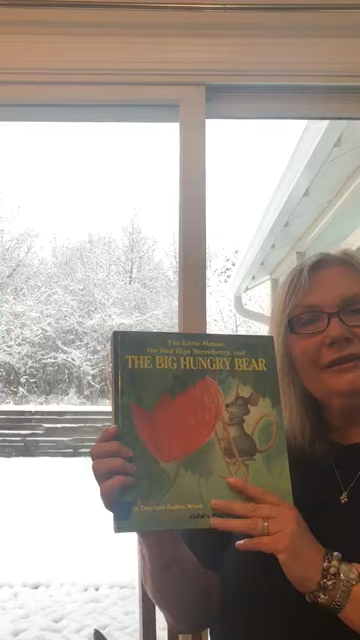 The Little Mouse,
the Red Ripe Strawberry, and
THE BIG HUNGRY BEAR
by Don and Audrey Wood